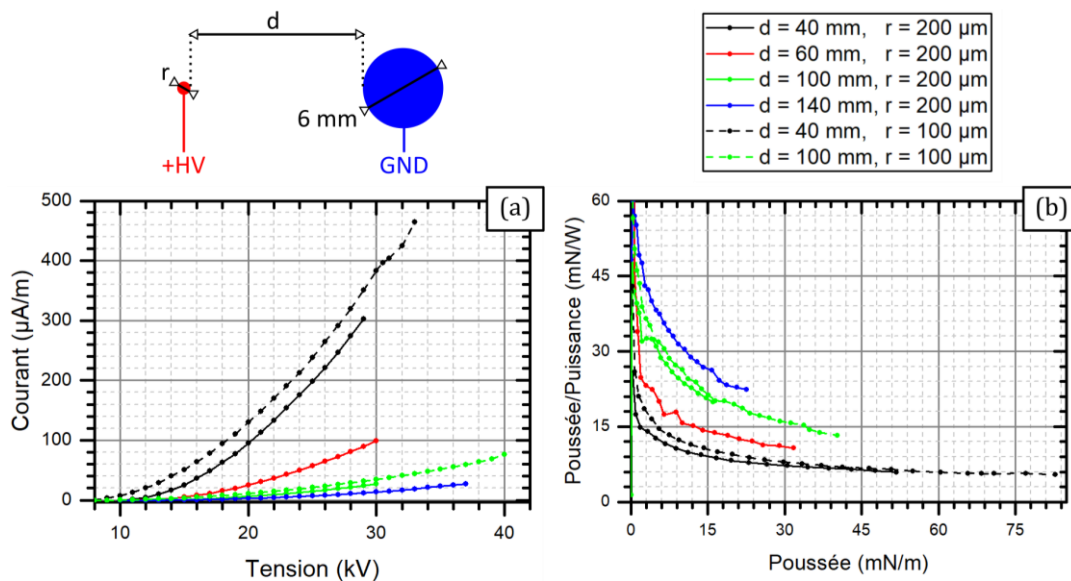 d
r
6 mm
+HV
GND
d = 40 mm, r = 200 µm
d = 60 mm, r = 200 µm
d = 100 mm, r = 200 µm
d = 140 mm, r = 200 µm
d = 40 mm, r = 100 µm
d = 100 mm, r = 100 µm
(a)
Courant (µA/m)
500
400
300
200
100
0
10 20 30 40
Tension (kV)
(b)
Poussée/Puissance (mN/W)
60
45
30
15
0
0 15 30 45 60 75
Poussée (mN/m)